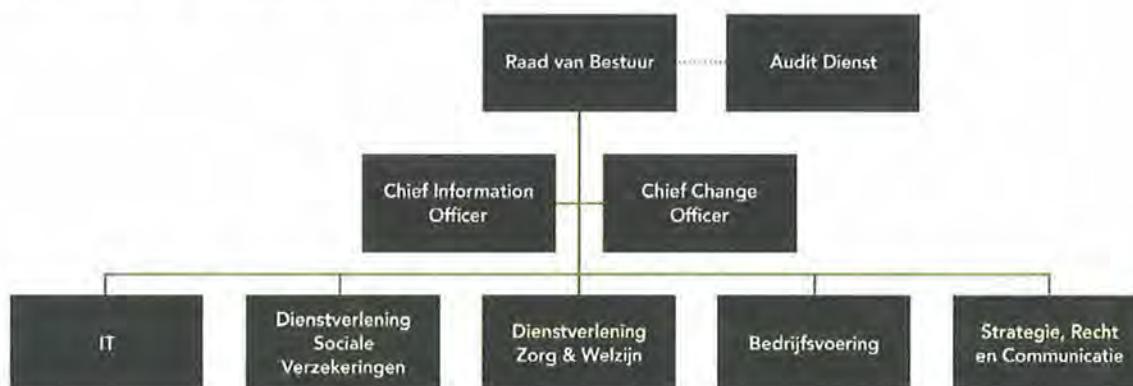 Raad van Bestuur
Audit Dienst
Chief Information
Officer
Chief Change
Officer
IT
Dienstverlening
Sociale
Verzekeringen
Dienstverlening
Zorg & Welzijn
Bedrijfsvoering
Strategie, Recht
en Communicatie